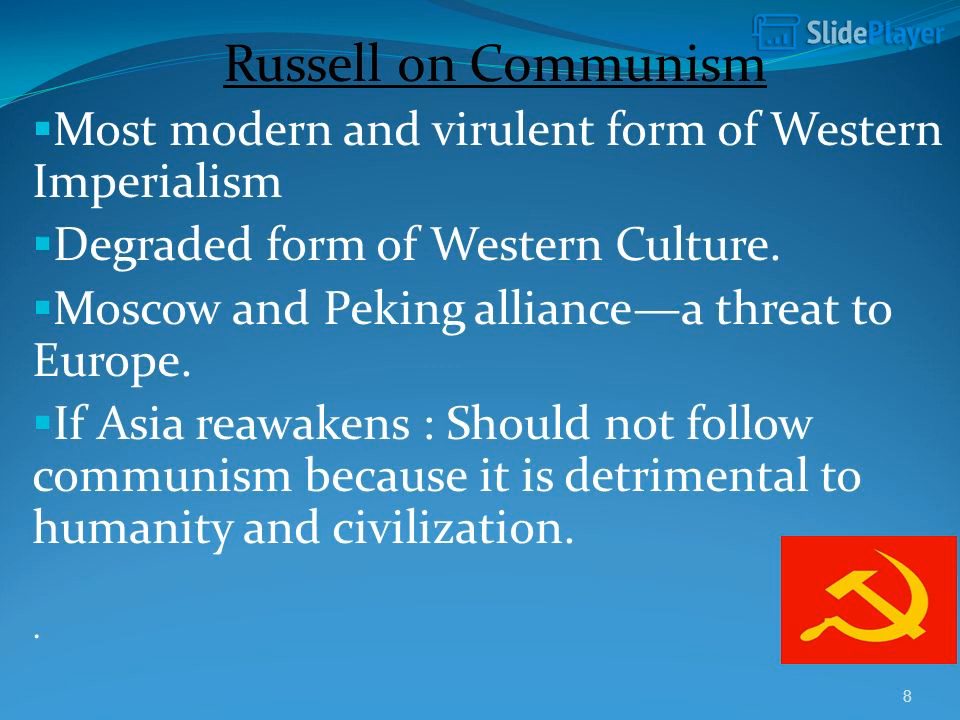 SlidePlayer
Russell on Communism
▪Most modern and virulent form of Western
Imperialism
▪Degraded form of Western Culture.
▪Moscow and Peking alliance—a threat to
Europe.
▪If Asia reawakens : Should not follow
communism because it is detrimental to
humanity and civilization.
.
8